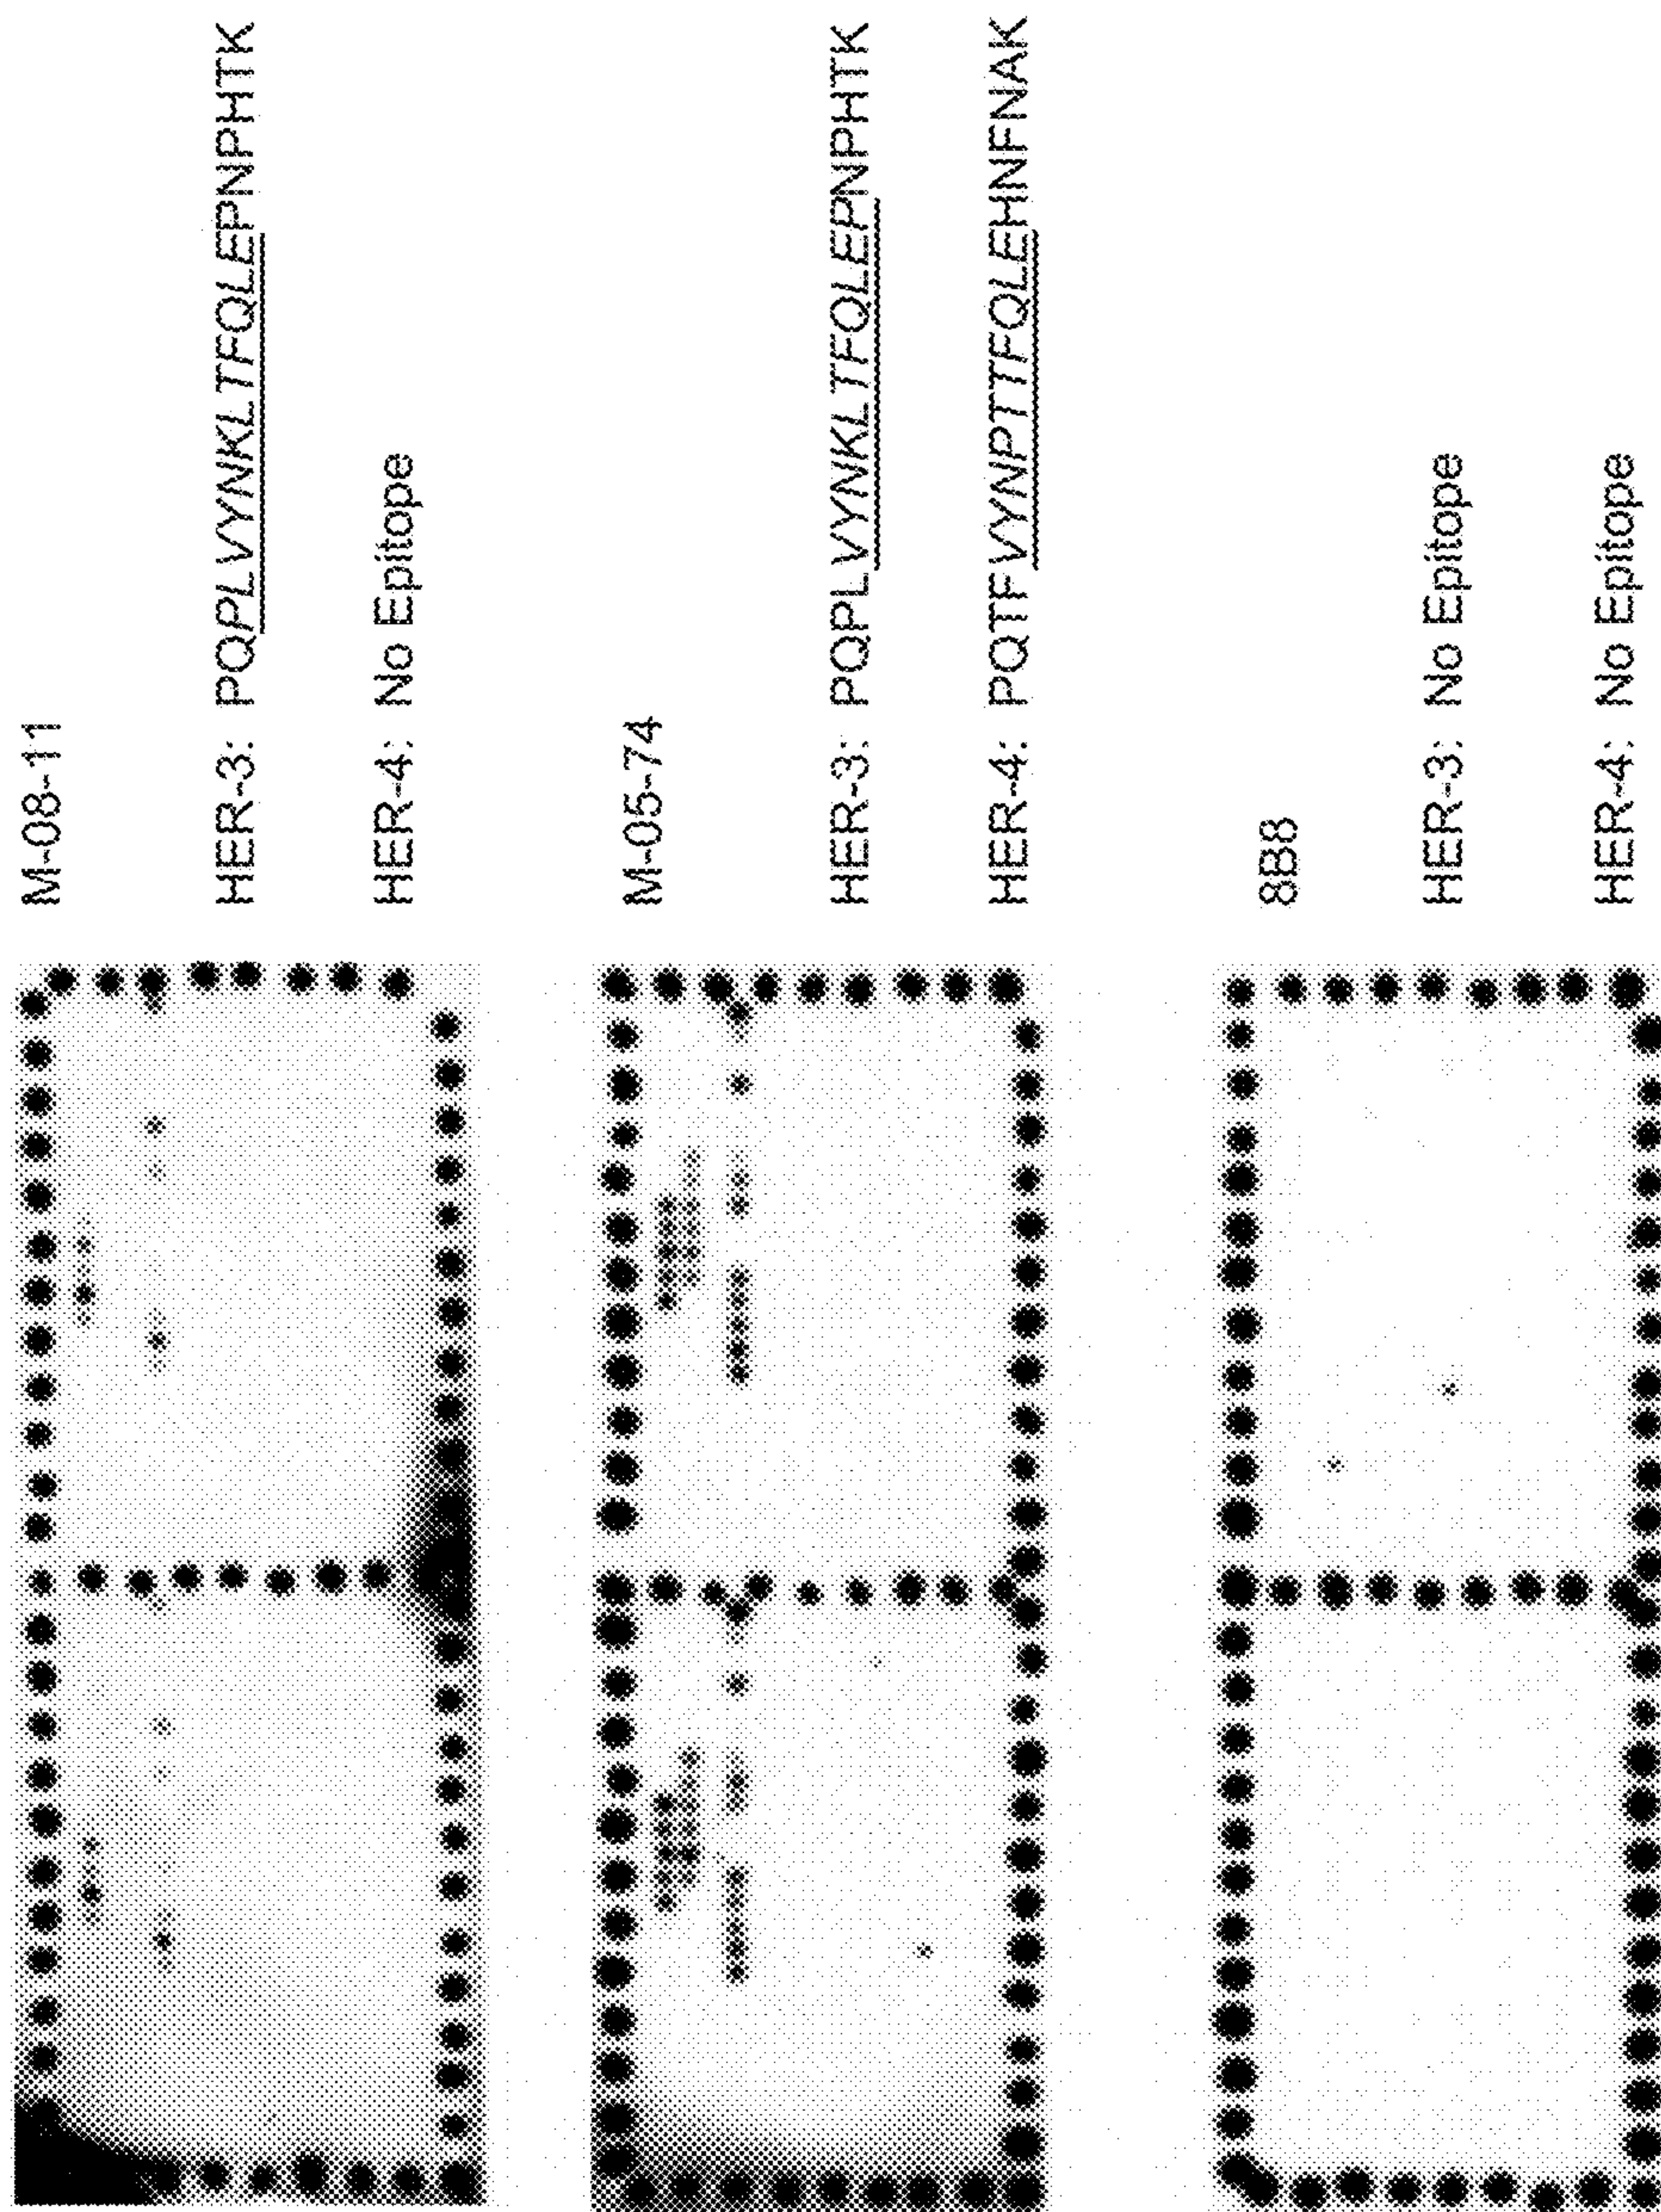 M-08-11
HER-3: PQPLVYNKLTFQLEPNPHTK
HER-4: No Epitope
M-05-74
HER-3: PQPLVYNKLTFQLEPNPHTK
HER-4: PQTFVYNPTTFQLEHNFNAK
8B8
HER-3: No Epitope
HER-4: No Epitope